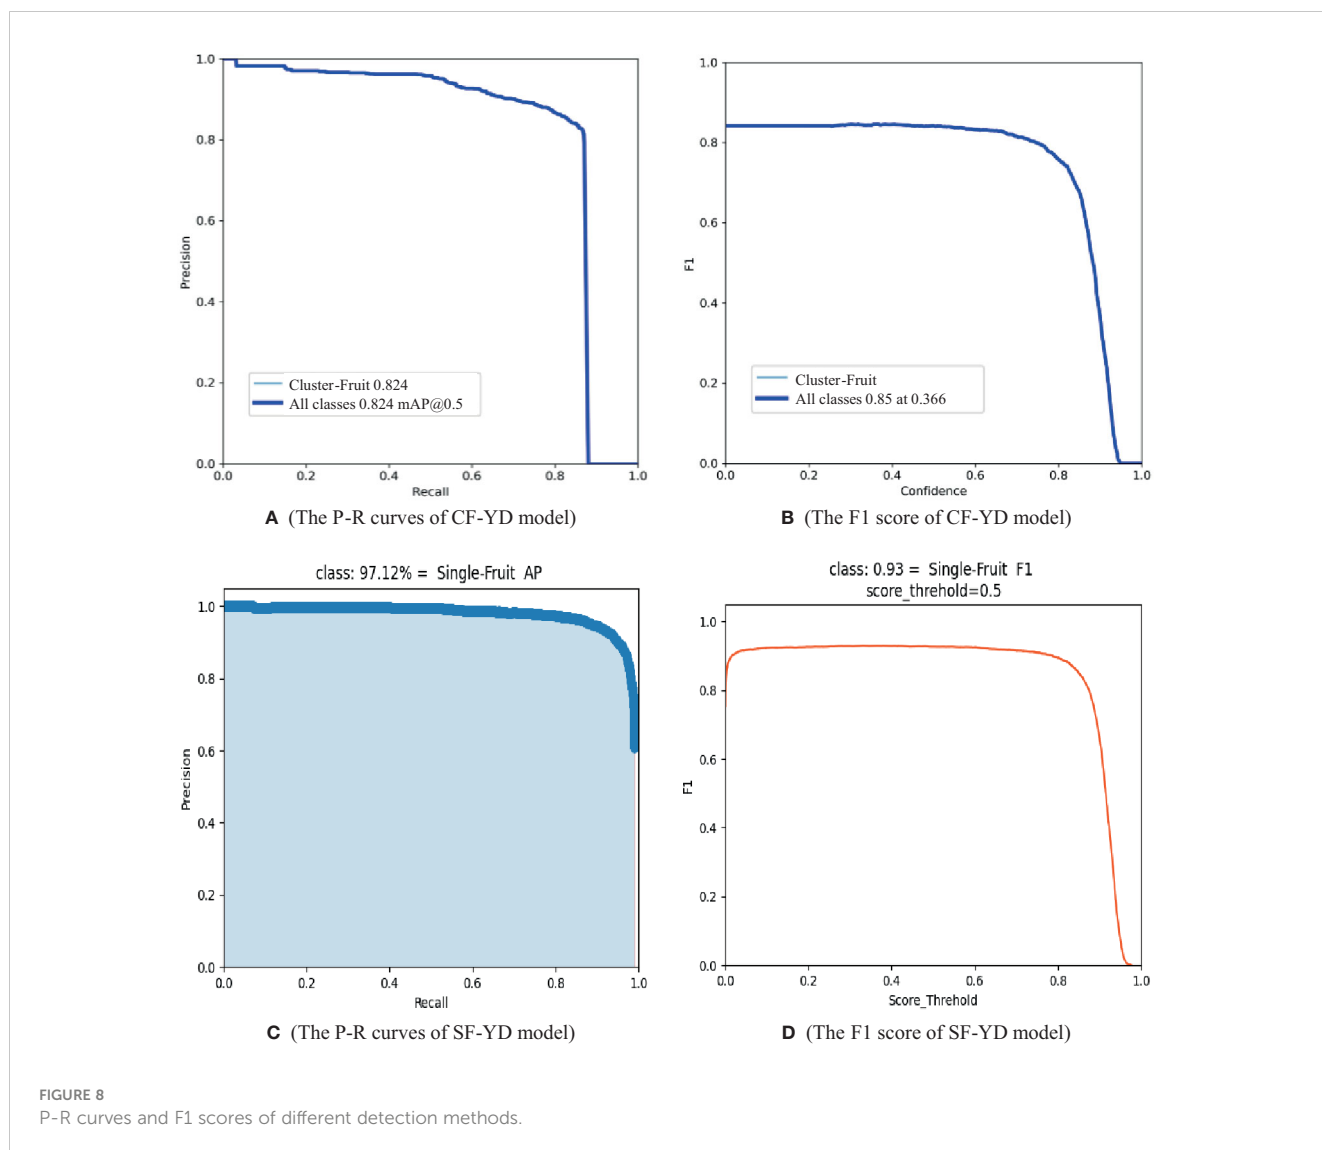 1.0
0.8
0.6
0.4
0.2
0.0
Precision
0.0 0.2 0.4 0.6 0.8 1.0
Recall
Cluster-Fruit 0.824
All classes 0.824 mAP@0.5
A (The P-R curves of CF-YD model)
1.0
0.8
0.6
0.4
0.2
0.0
F1
0.0 0.2 0.4 0.6 0.8 1.0
Confidence
Cluster-Fruit
All classes 0.85 at 0.366
B (The F1 score of CF-YD model)
class: 97.12% = Single-Fruit AP
1.0
0.8
0.6
0.4
0.2
0.0
Precision
0.0 0.2 0.4 0.6 0.8 1.0
Recall
C (The P-R curves of SF-YD model)
class: 0.93 = Single-Fruit F1
score_threhold=0.5
1.0
0.8
0.6
0.4
0.2
0.0
F1
0.0 0.2 0.4 0.6 0.8 1.0
Score_Threhold
D (The F1 score of SF-YD model)
FIGURE 8
P-R curves and F1 scores of different detection methods.